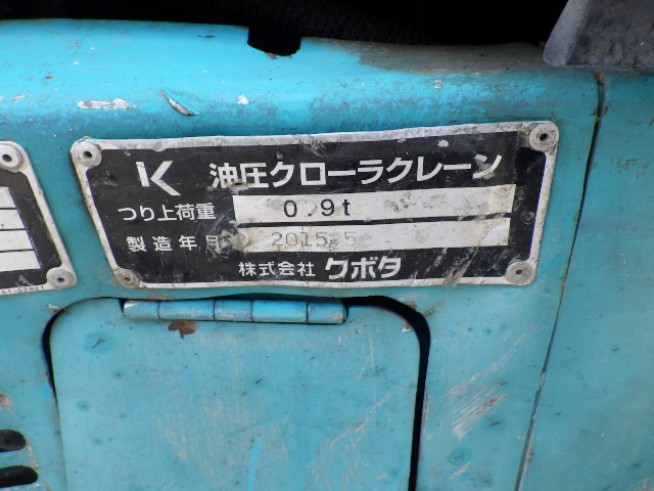 K 油圧クローラクレーン
つり上荷重 0.9t
製造年月 2015.5
株式会社 クボタ